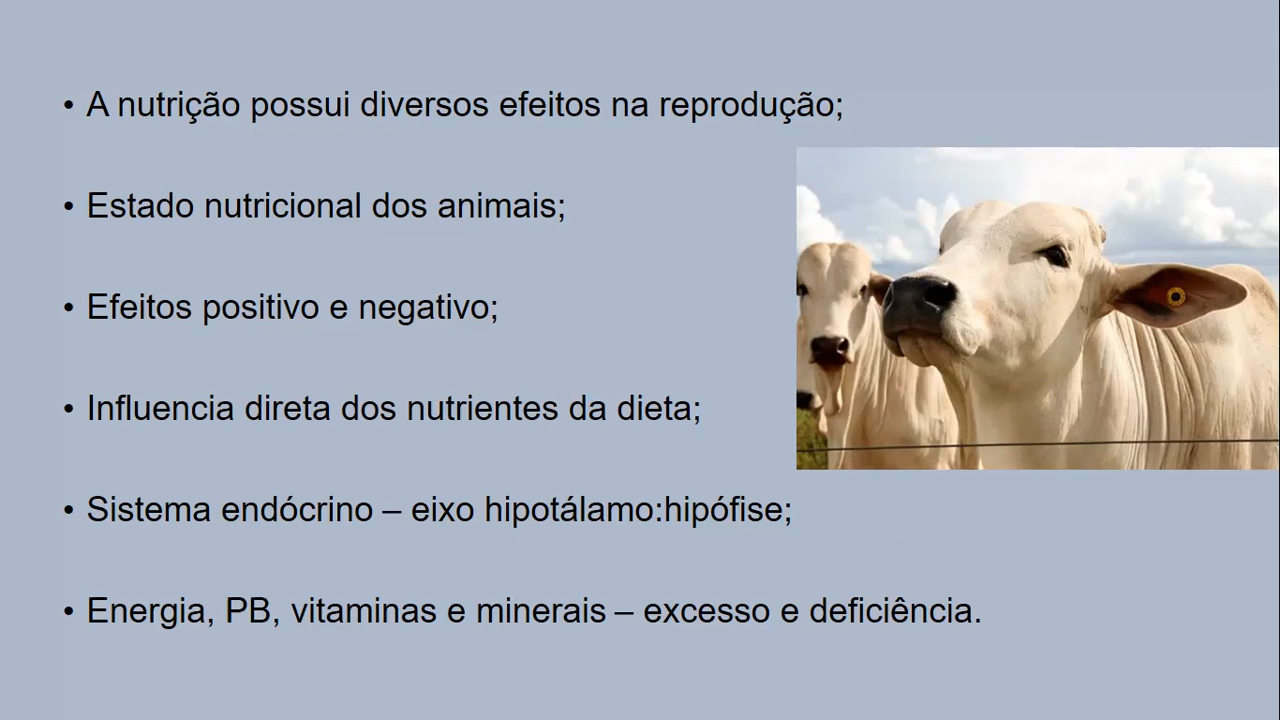 • A nutrição possui diversos efeitos na reprodução;
• Estado nutricional dos animais;
• Efeitos positivo e negativo;
• Influencia direta dos nutrientes da dieta;
• Sistema endócrino – eixo hipotálamo:hipófise;
• Energia, PB, vitaminas e minerais – excesso e deficiência.